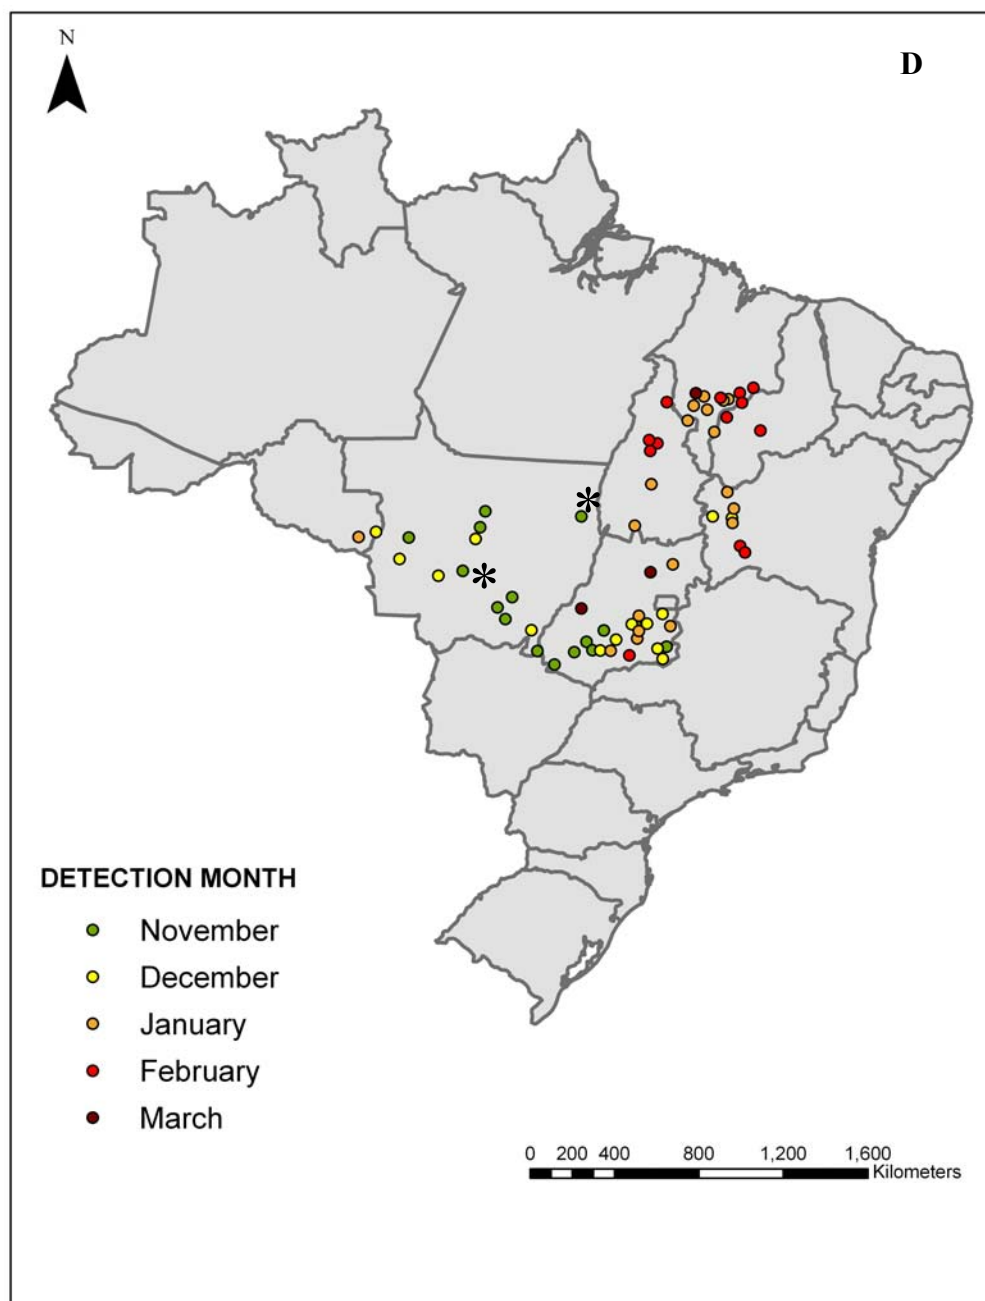 N
D
*
*
DETECTION MONTH
November
December
January
February
March
0 200 400 800 1,200 1,600
Kilometers